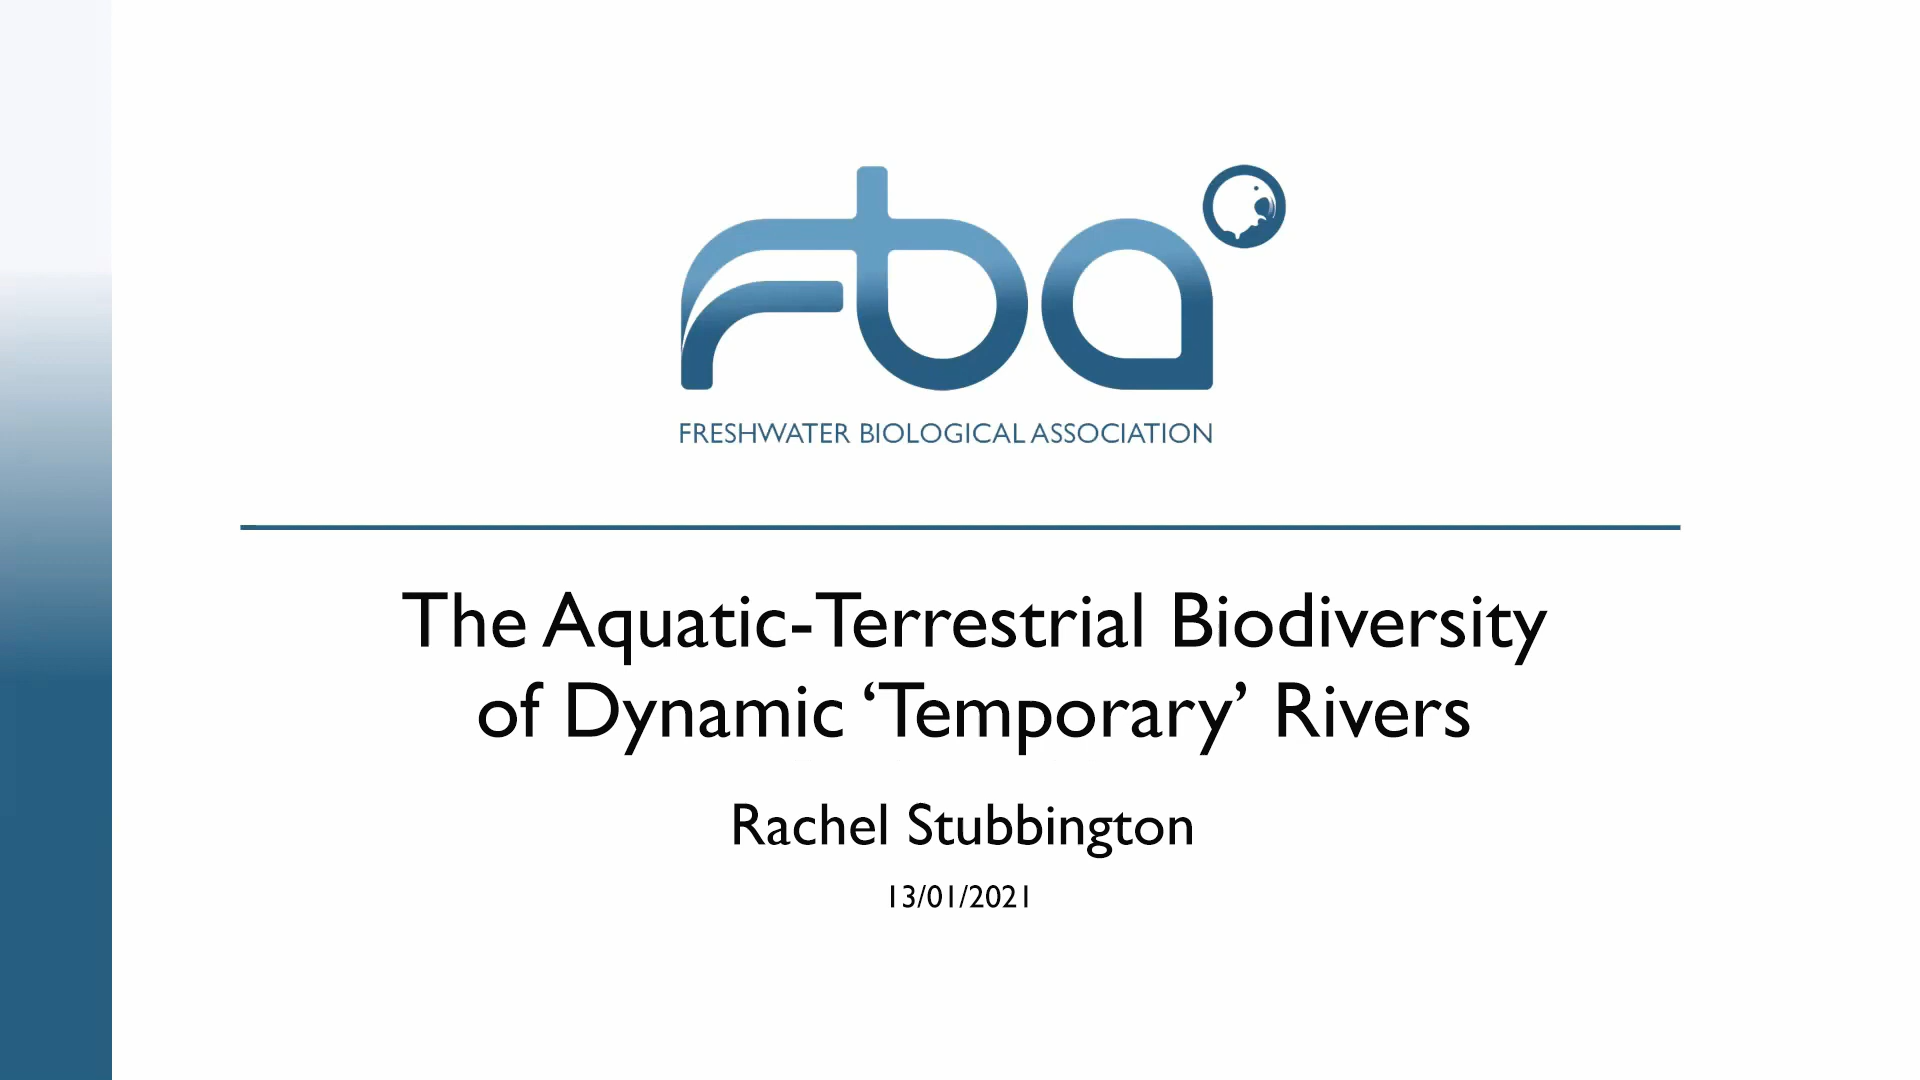 fba
FRESHWATER BIOLOGICAL ASSOCIATION
The Aquatic-Terrestrial Biodiversity
of Dynamic ‘Temporary’ Rivers
Rachel Stubbington
13/01/2021